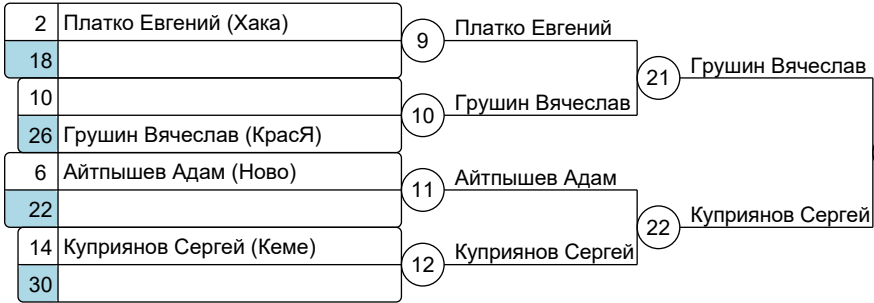 2 Платко Евгений (Хака)
18
9
Платко Евгений
10
26 Грушин Вячеслав (КрасЯ)
10
Грушин Вячеслав
21
Грушин Вячеслав
6 Айтпышев Адам (Ново)
22
11
Айтпышев Адам
14 Куприянов Сергей (Кеме)
30
12
Куприянов Сергей
22
Куприянов Сергей